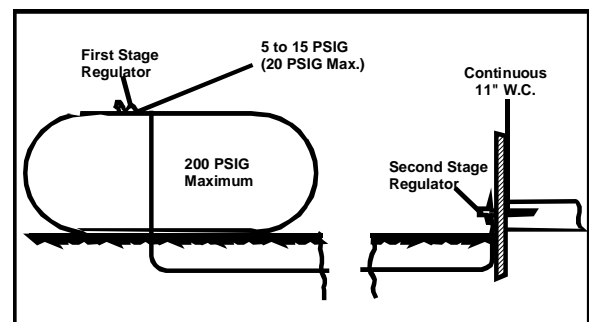 First Stage
Regulator
5 to 15 PSIG
(20 PSIG Max.)
Continuous
11" W.C.
200 PSIG
Maximum
Second Stage
Regulator